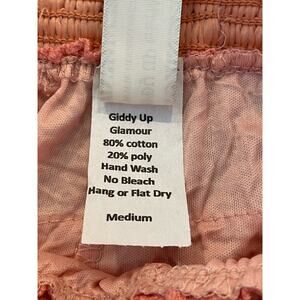 Giddy Up
Glamour
80% cotton
20% poly
Hand Wash
No Bleach
Hang or Flat Dry
Medium